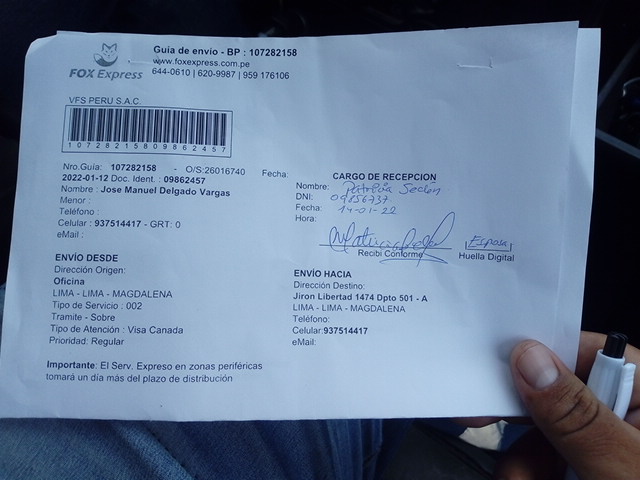 FOX Express
Guía de envío - BP : 107282158
www.foxexpress.com.pe
644-0610 | 620-9987 | 959 176106
VFS PERU S.A.C.
10728215809862457
Nro.Guía: 107282158 - O/S:26016740 Fecha:
2022-01-12 Doc. Ident. : 09862457
Nombre : Jose Manuel Delgado Vargas
Menor :
Teléfono :
Celular : 937514417 - GRT: 0
eMail :
CARGO DE RECEPCION
Nombre: Patricia
DNI: 09856737
Fecha: 14-01-22
Hora:
Recibi Conforme
Esposa
Huella Digital
ENVÍO DESDE
Dirección Origen:
Oficina
LIMA - LIMA - MAGDALENA
Tipo de Servicio : 002
Tramite - Sobre
Tipo de Atención : Visa Canada
Prioridad: Regular
ENVÍO HACIA
Dirección Destino:
Jiron Libertad 1474 Dpto 501 - A
LIMA - LIMA - MAGDALENA
Teléfono:
Celular:937514417
eMail:
Importante: El Serv. Expreso en zonas periféricas
tomará un día más del plazo de distribución